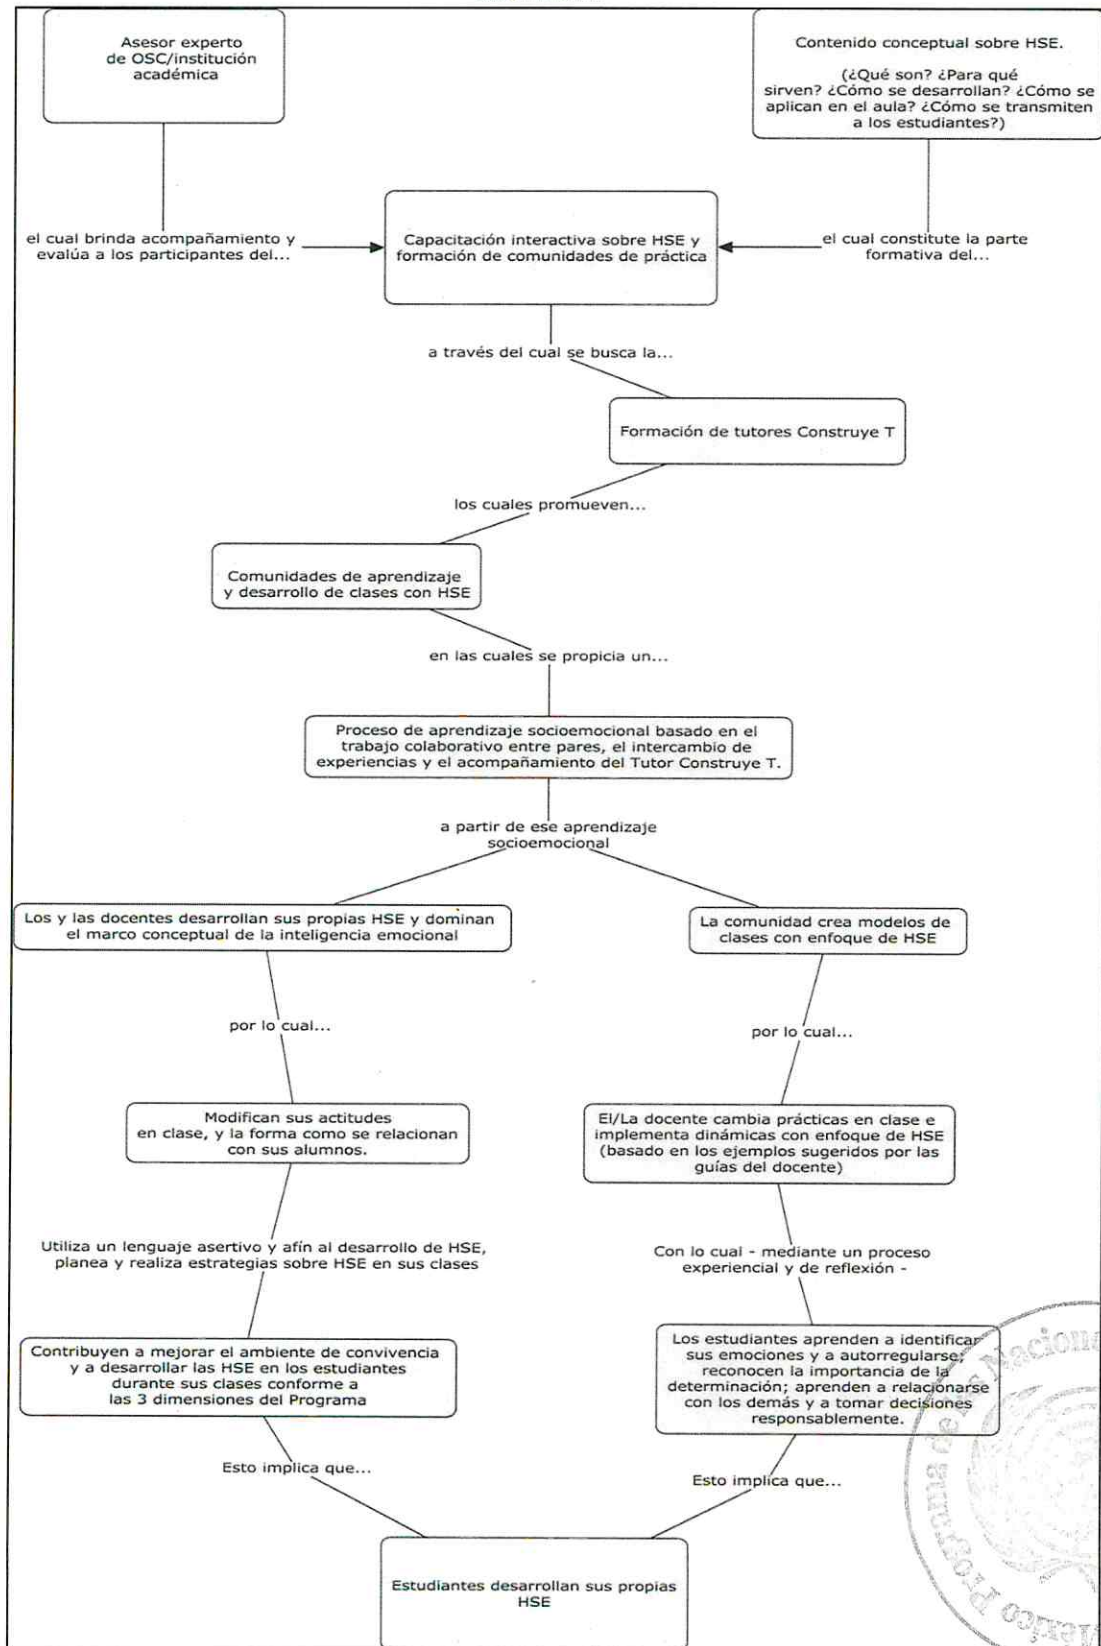 Asesor experto
de OSC/institución
académica
Contenido conceptual sobre HSE.
(¿Qué son? ¿Para qué
sirven? ¿Cómo se desarrollan? ¿Cómo se
aplican en el aula? ¿Cómo se transmiten
a los estudiantes?)
el cual brinda acompañamiento y
evalúa a los participantes del...
Capacitación interactiva sobre HSE y
formación de comunidades de práctica
el cual constitute la parte
formativa del...
a través del cual se busca la...
Formación de tutores Construye T
los cuales promueven...
Comunidades de aprendizaje
y desarrollo de clases con HSE
en las cuales se propicia un...
Proceso de aprendizaje socioemocional basado en el
trabajo colaborativo entre pares, el intercambio de
experiencias y el acompañamiento del Tutor Construye T.
a partir de ese aprendizaje
socioemocional
Los y las docentes desarrollan sus propias HSE y dominan
el marco conceptual de la inteligencia emocional
La comunidad crea modelos de
clases con enfoque de HSE
por lo cual...
por lo cual...
Modifican sus actitudes
en clase, y la forma como se relacionan
con sus alumnos.
El/La docente cambia prácticas en clase e
implementa dinámicas con enfoque de HSE
(basado en los ejemplos sugeridos por las
guías del docente)
Utiliza un lenguaje asertivo y afín al desarrollo de HSE,
planea y realiza estrategias sobre HSE en sus clases
Con lo cual - mediante un proceso
experiencial y de reflexión -
Contribuyen a mejorar el ambiente de convivencia
y a desarrollar las HSE en los estudiantes
durante sus clases conforme a
las 3 dimensiones del Programa
Los estudiantes aprenden a identificar
sus emociones y a autorregularse;
reconocen la importancia de la
determinación; aprenden a relacionarse
con los demás y a tomar decisiones
responsablemente.
Esto implica que...
Esto implica que...
Estudiantes desarrollan sus propias
HSE
Programa de las Nacion
México